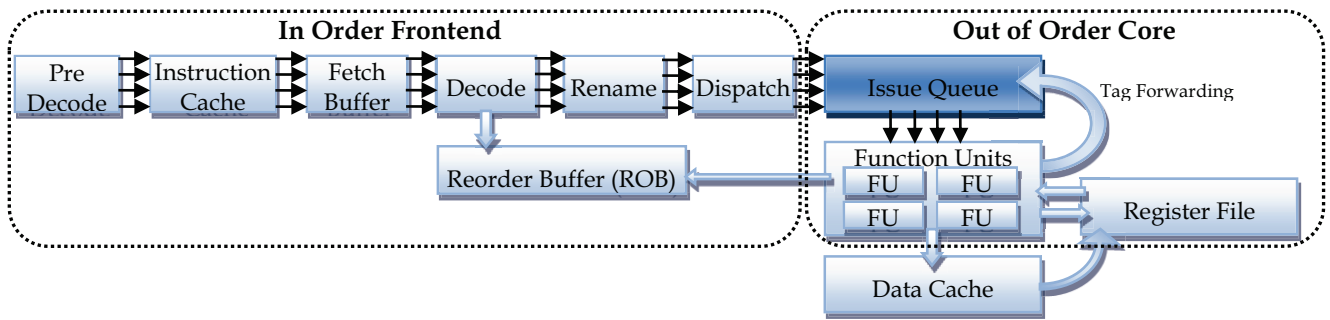 In Order Frontend
Out of Order Core
Pre
Decode
Instruction
Cache
Fetch
Buffer
Decode
Rename
Dispatch
Issue Queue
Tag Forwarding
Reorder Buffer (ROB)
Function Units
FU
FU
FU
FU
Register File
Data Cache